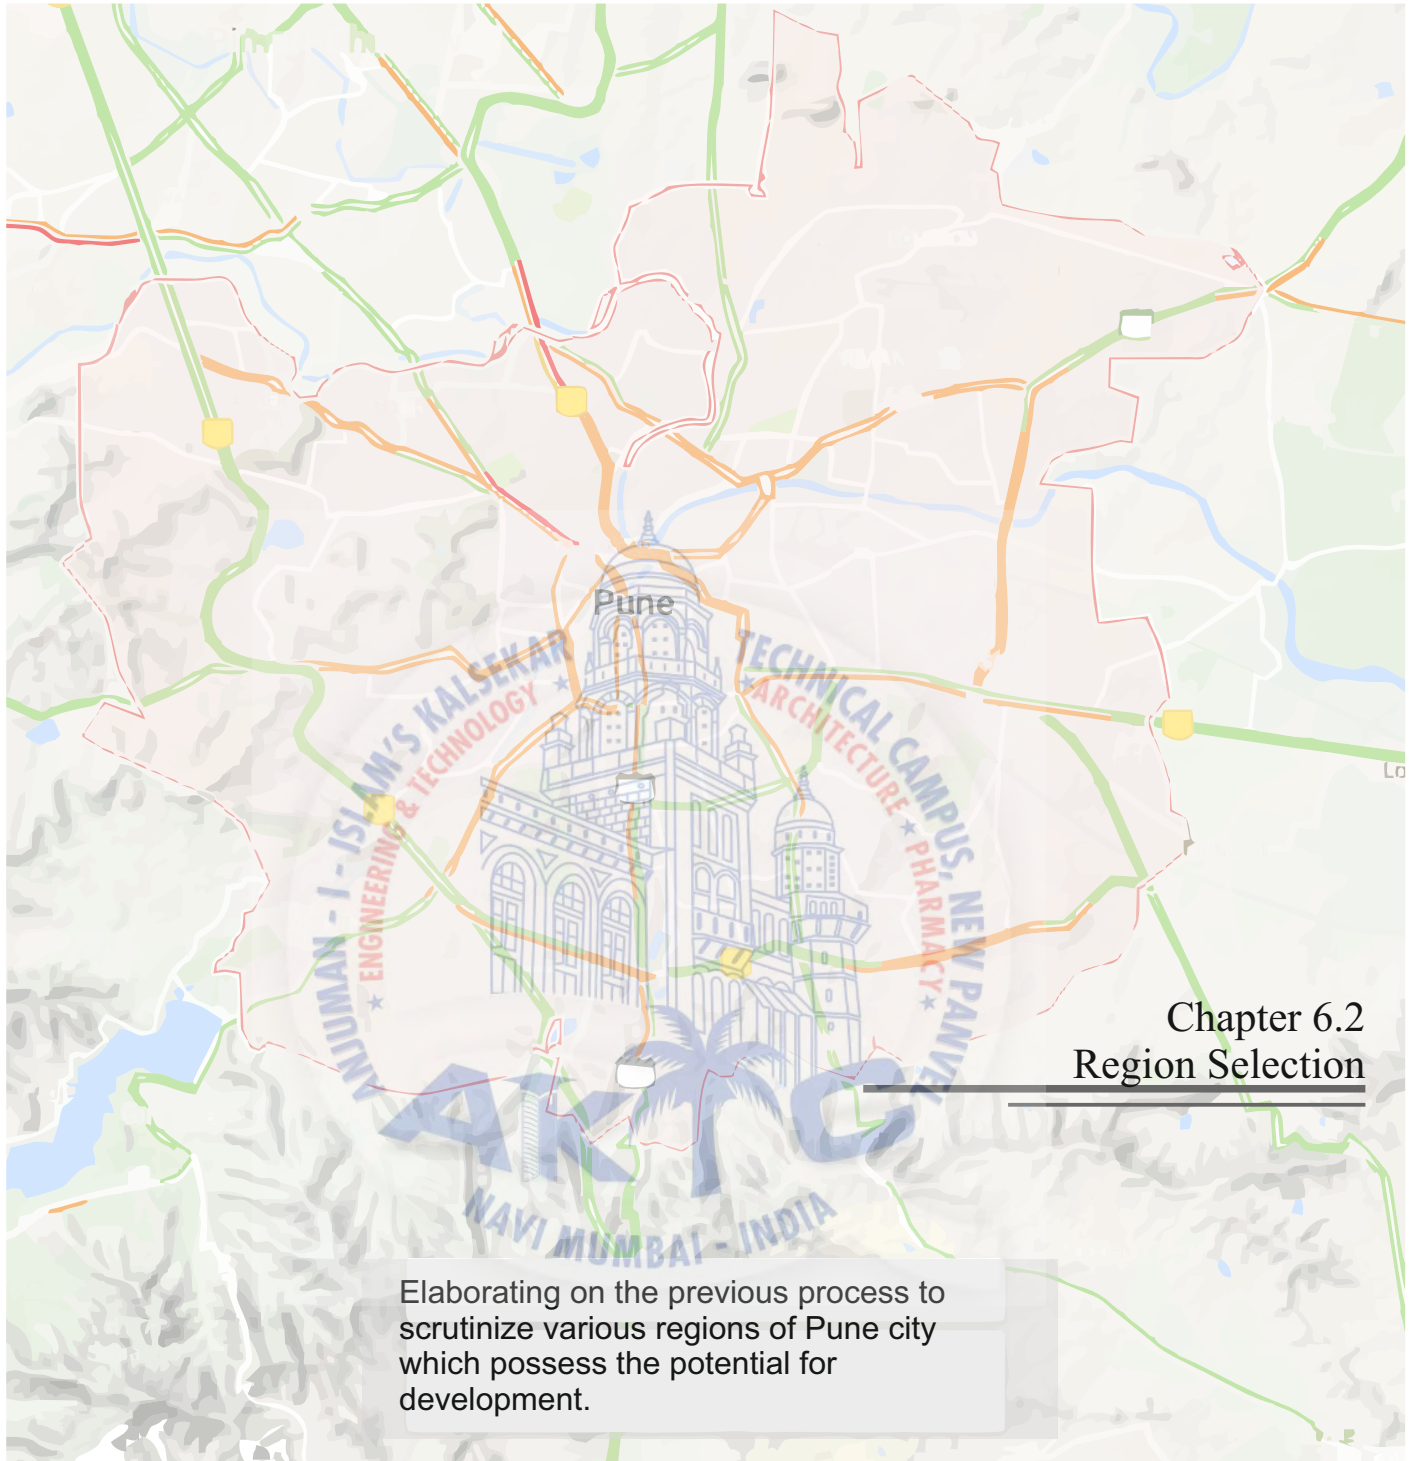 Pune
ANJUMAN - I - ISLAM'S KALSEKAR TECHNICAL CAMPUS, NEW PANVEL
★ ENGINEERING & TECHNOLOGY ★ ★ ARCHITECTURE ★ PHARMACY ★
Lo
Chapter 6.2
Region Selection
AKTC
NAVI MUMBAI - INDIA
Elaborating on the previous process to
scrutinize various regions of Pune city
which possess the potential for
development.